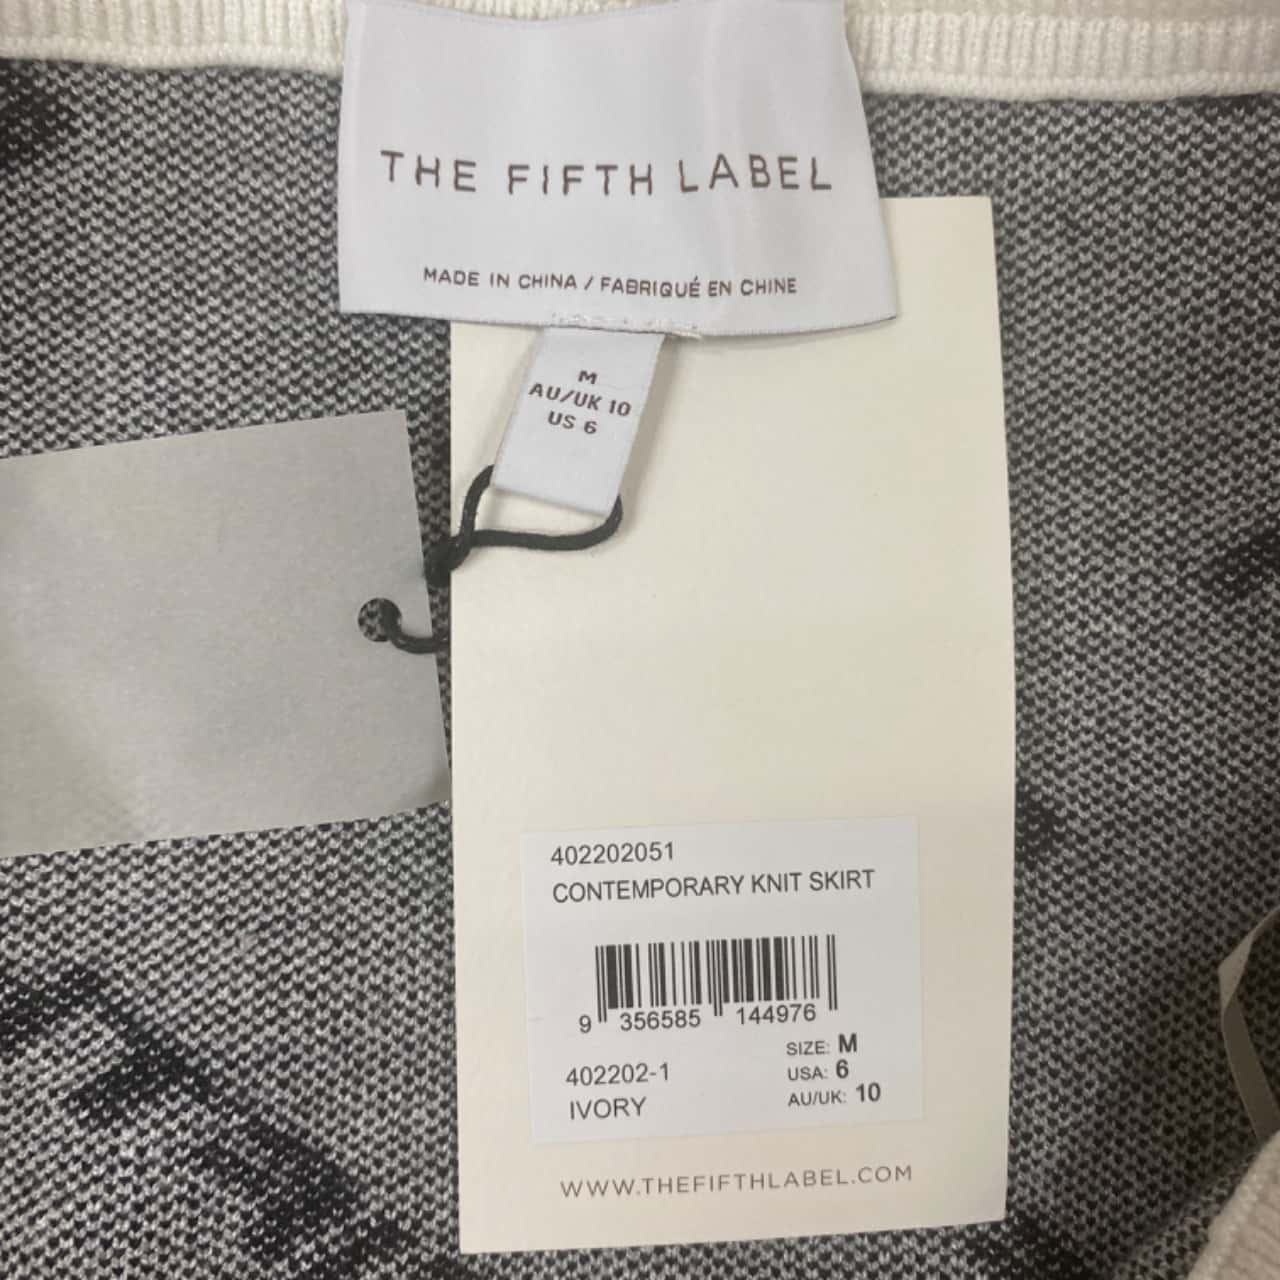 THE FIFTH LABEL
MADE IN CHINA / FABRIQUÉ EN CHINE
M
AU/UK 10
US 6
402202051
CONTEMPORARY KNIT SKIRT
9 356585 144976
402202-1
IVORY
SIZE: M
USA: 6
AU/UK: 10
WWW.THEFIFTHLABEL.COM